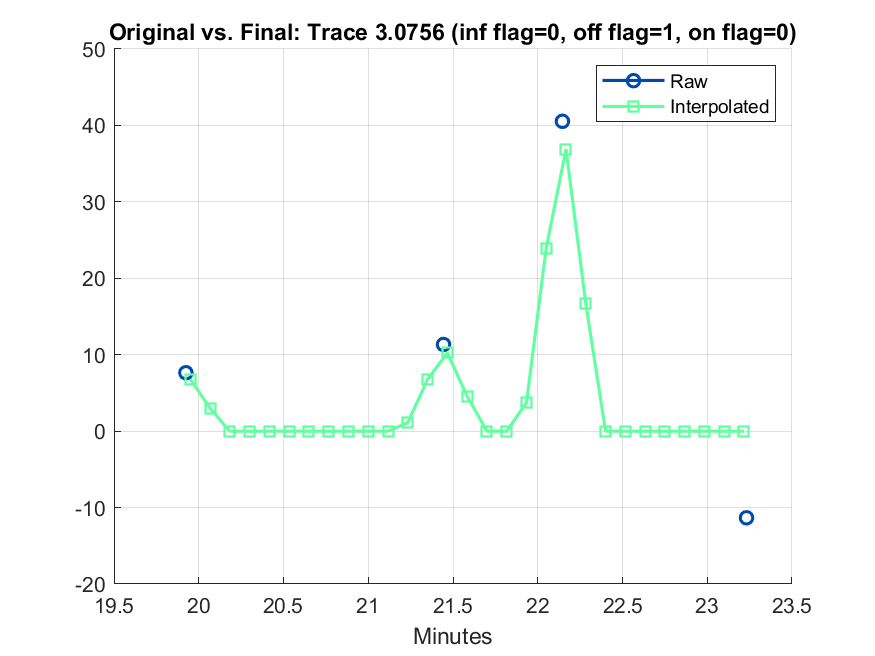 Original vs. Final: Trace 3.0756 (inf flag=0, off flag=1, on flag=0)
Raw
Interpolated
50
40
30
20
10
0
-10
-20
19.5 20 20.5 21 21.5 22 22.5 23 23.5
Minutes